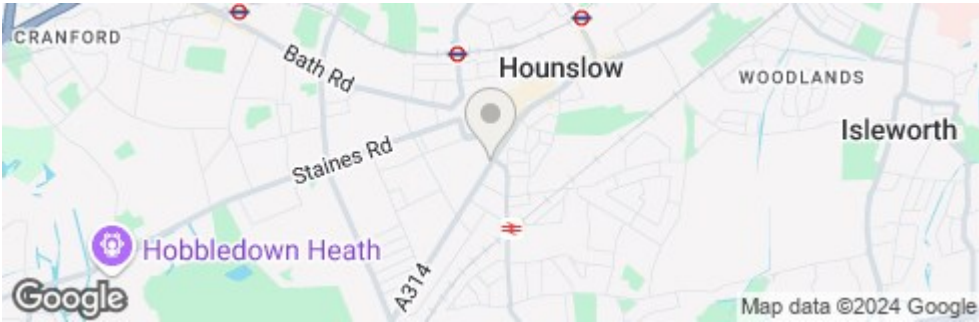 CRANFORD
Bath Rd
Hounslow
WOODLANDS
Isleworth
Staines Rd
Hobbledown Heath
A314
Google
Map data ©2024 Google